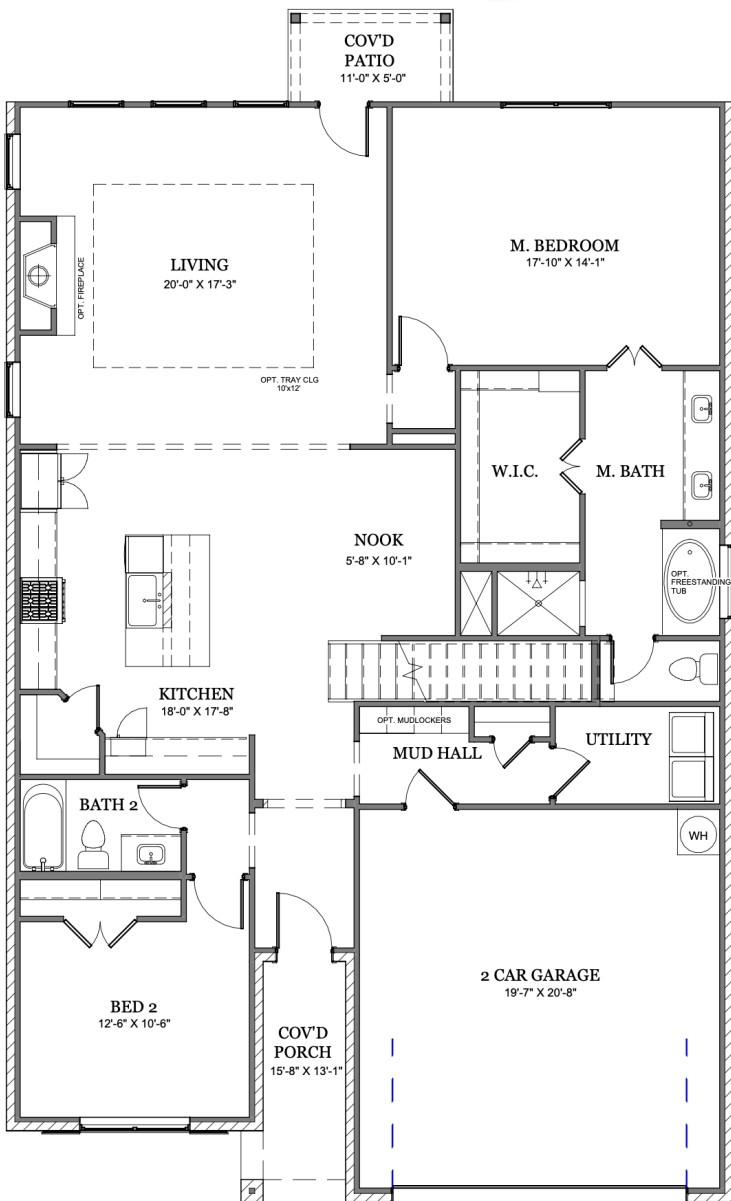 COV'D
PATIO
11'-0" X 5'-0"
LIVING
20'-0" X 17'-3"
OPT. FIREPLACE
OPT. TRAY CLG
10'x12'
M. BEDROOM
17'-10" X 14'-1"
W.I.C.
M. BATH
NOOK
5'-8" X 10'-1"
OPT.
FREESTANDING
TUB
KITCHEN
18'-0" X 17'-8"
OPT. MUDLOCKERS
MUD HALL
UTILITY
BATH 2
WH
2 CAR GARAGE
19'-7" X 20'-8"
BED 2
12'-6" X 10'-6"
COV'D
PORCH
15'-8" X 13'-1"